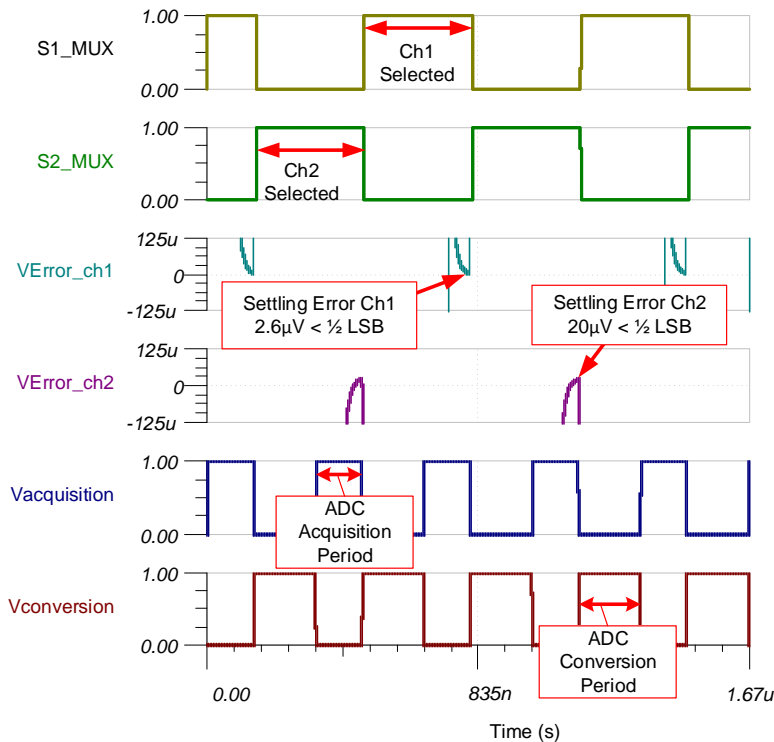 1.00
S1_MUX
Ch1
Selected
0.00
1.00
S2_MUX
Ch2
Selected
0.00
125u
VError_ch1
0
-125u
Settling Error Ch1
2.6µV < ½ LSB
Settling Error Ch2
20µV < ½ LSB
125u
VError_ch2
0
-125u
1.00
Vacquisition
ADC
Acquisition
Period
0.00
1.00
Vconversion
ADC
Conversion
Period
0.00
0.00
835n
1.67u
Time (s)